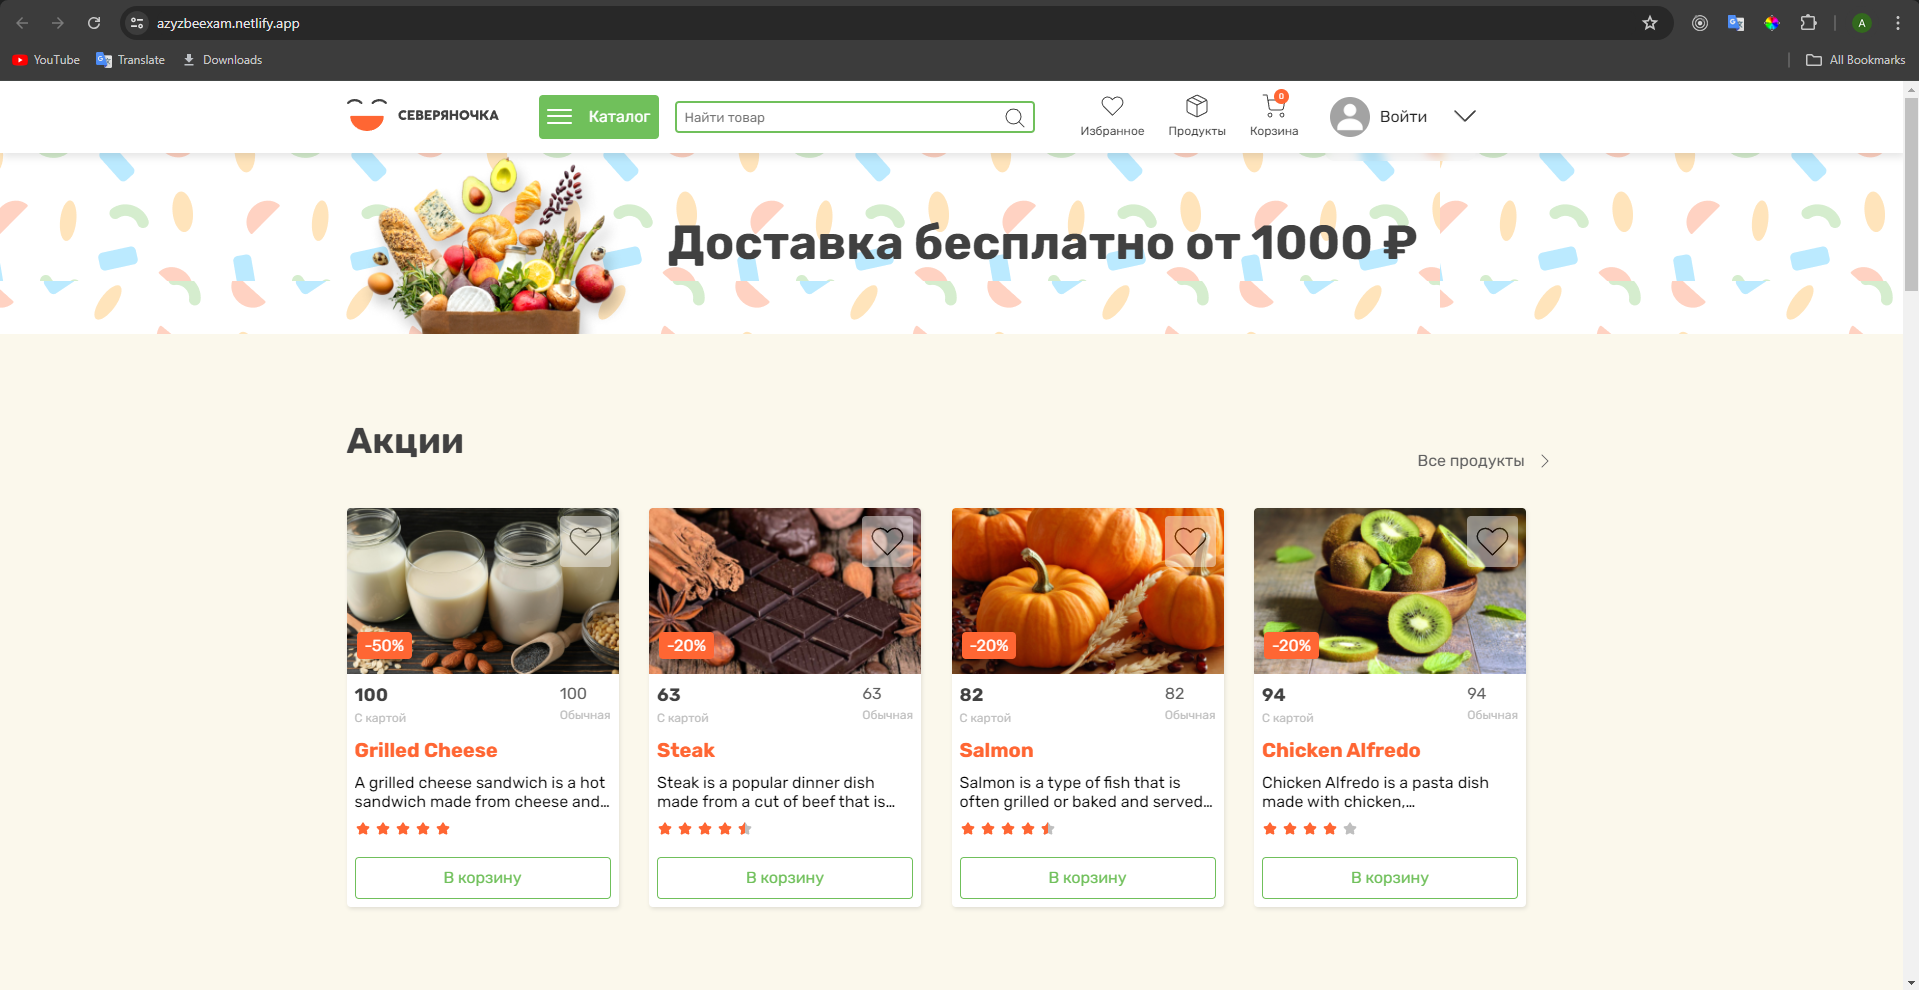 azyzbeexam.netlify.app
A
YouTube
Translate
Downloads
All Bookmarks
СЕВЕРЯНОЧКА
Каталог
Найти товар
Избранное
Продукты
0
Корзина
Войти
Доставка бесплатно от 1000 ₽
Акции
Все продукты
-50%
100
100
С картой
Обычная
Grilled Cheese
A grilled cheese sandwich is a hot
sandwich made from cheese and...
В корзину
-20%
63
63
С картой
Обычная
Steak
Steak is a popular dinner dish
made from a cut of beef that is...
В корзину
-20%
82
82
С картой
Обычная
Salmon
Salmon is a type of fish that is
often grilled or baked and served...
В корзину
-20%
94
94
С картой
Обычная
Chicken Alfredo
Chicken Alfredo is a pasta dish
made with chicken,...
В корзину